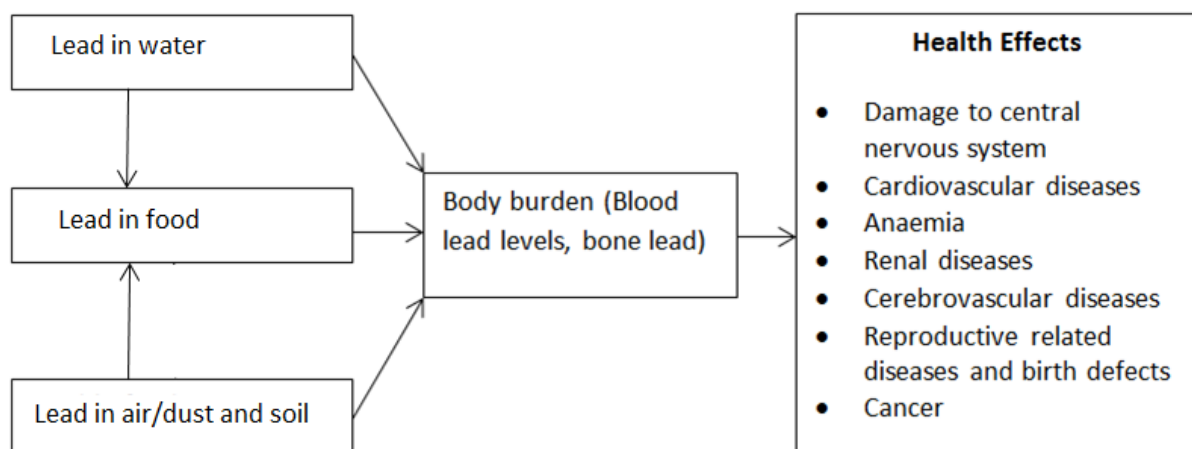 Lead in water
Lead in food
Lead in air/dust and soil
Body burden (Blood
lead levels, bone lead)
Health Effects
● Damage to central
nervous system
● Cardiovascular diseases
● Anaemia
● Renal diseases
● Cerebrovascular diseases
● Reproductive related
diseases and birth defects
● Cancer